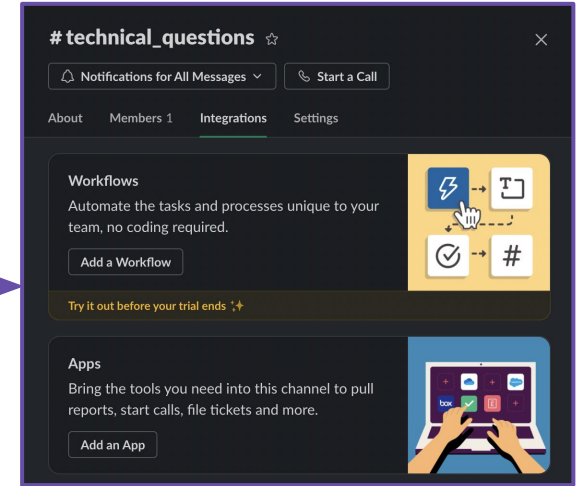 # technical_questions
Notifications for All Messages
Start a Call
About Members 1 Integrations Settings
Workflows
Automate the tasks and processes unique to your
team, no coding required.
Add a Workflow
Try it out before your trial ends
T
#
Apps
Bring the tools you need into this channel to pull
reports, start calls, file tickets and more.
Add an App
box